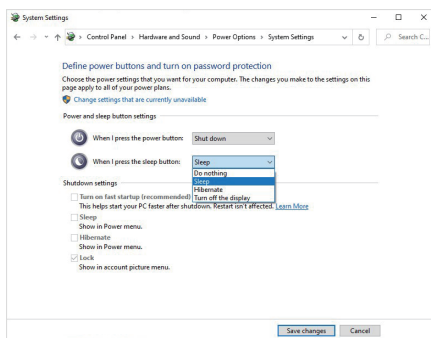 System Settings
Control Panel > Hardware and Sound > Power Options > System Settings
Search C...
Define power buttons and turn on password protection
Choose the power settings that you want for your computer. The changes you make to the settings on this
page apply to all of your power plans.
Change settings that are currently unavailable
Power and sleep button settings
When I press the power button: Shut down
When I press the sleep button: Sleep
Do nothing
Sleep
Hibernate
Turn off the display
Shutdown settings
Turn on fast startup (recommended)
This helps start your PC faster after shutdown. Restart isn't affected. Learn More
Sleep
Show in Power menu.
Hibernate
Show in Power menu.
Lock
Show in account picture menu.
Save changes
Cancel